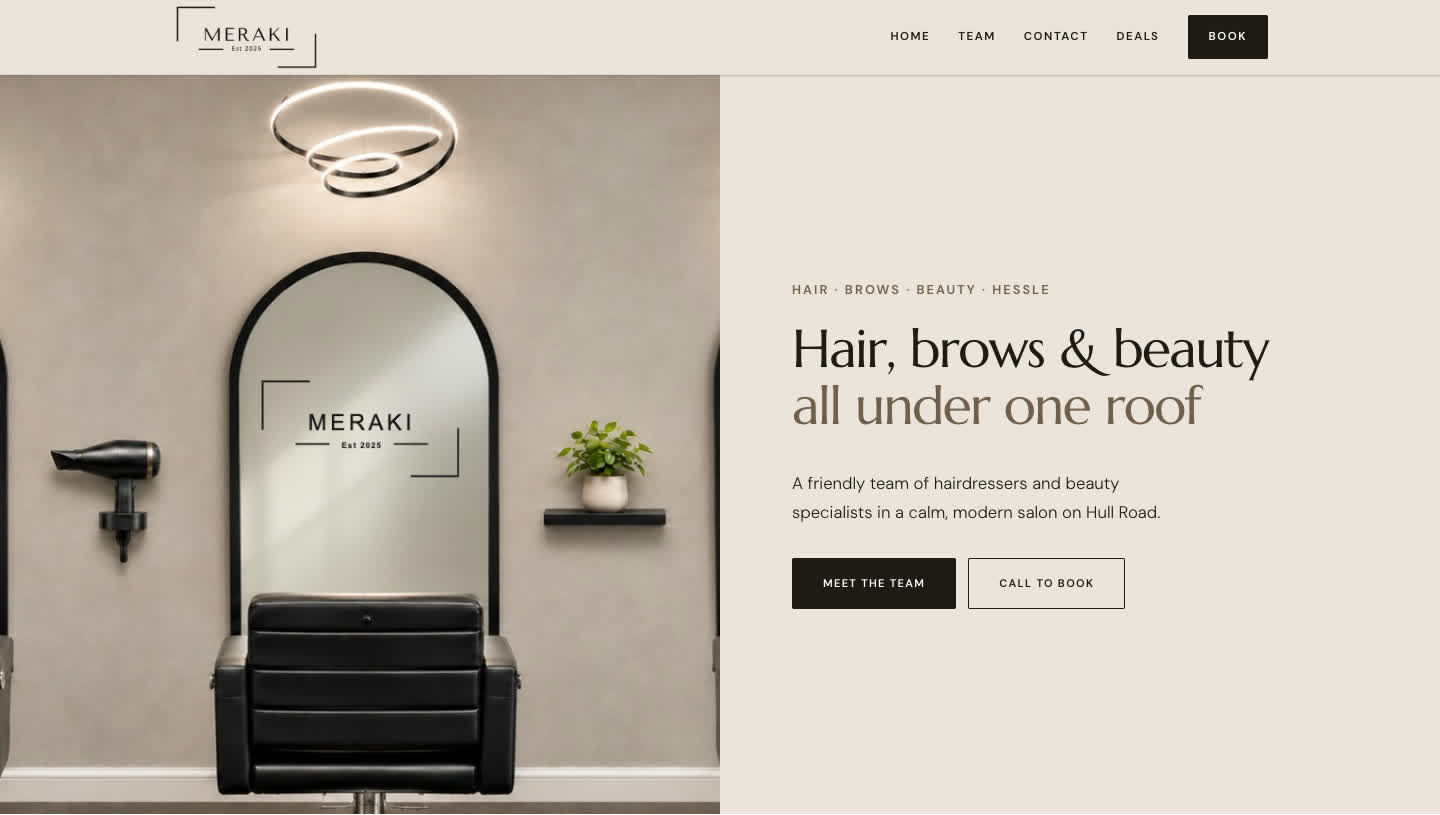 MERAKI
Est 2025
HOME TEAM CONTACT DEALS BOOK
MERAKI
Est 2025
HAIR · BROWS · BEAUTY · HESSLE
Hair, brows & beauty
all under one roof
A friendly team of hairdressers and beauty
specialists in a calm, modern salon on Hull Road.
MEET THE TEAM CALL TO BOOK